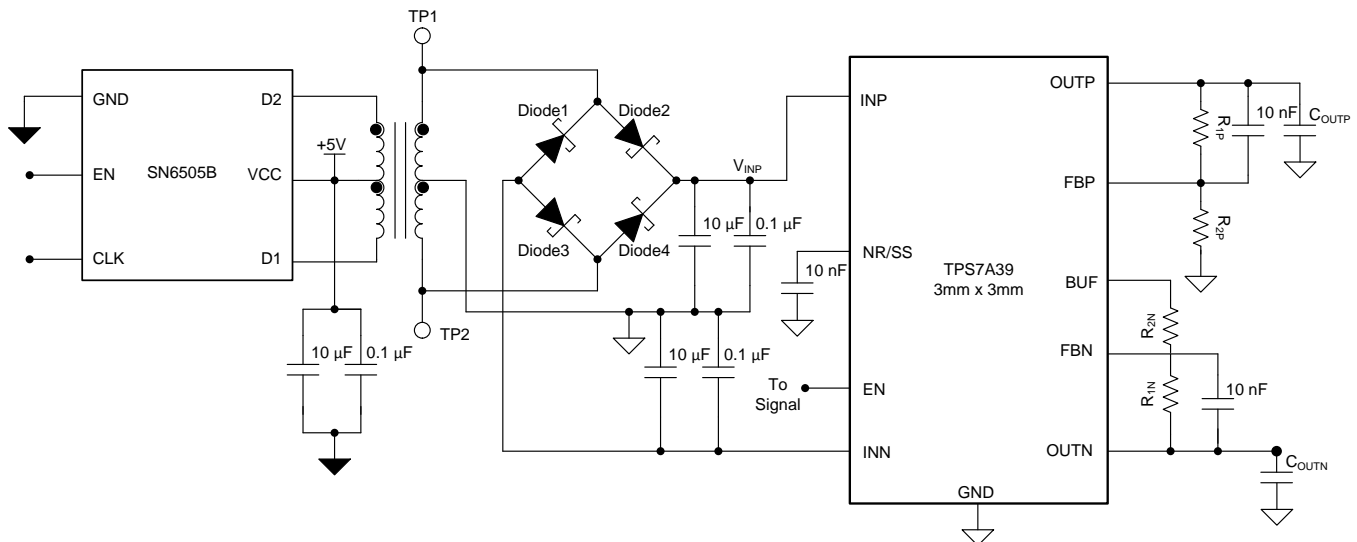 TP1
GND
D2
EN
SN6505B
VCC
CLK
D1
+5V
10 µF
0.1 µF
TP2
Diode1
Diode2
Diode3
Diode4
VINP
10 µF
0.1 µF
10 µF
0.1 µF
10 nF
To
Signal
INP
NR/SS
EN
INN
TPS7A39
3mm x 3mm
GND
OUTP
FBP
BUF
FBN
OUTN
R1P
10 nF
COUTP
R2P
R2N
R1N
10 nF
COUTN